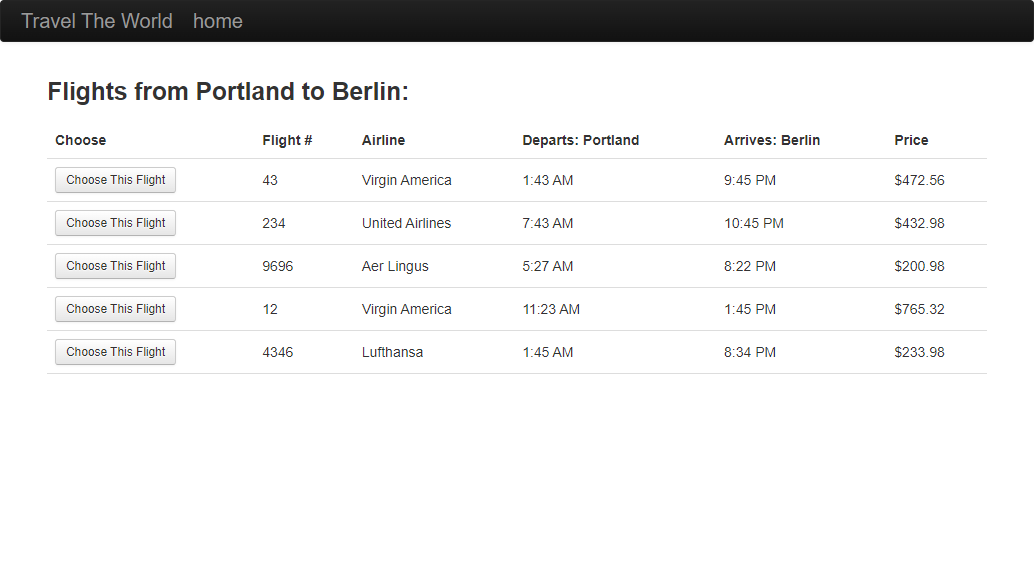 Travel The World home
Flights from Portland to Berlin:
Choose Flight # Airline Departs: Portland Arrives: Berlin Price
Choose This Flight 43 Virgin America 1:43 AM 9:45 PM $472.56
Choose This Flight 234 United Airlines 7:43 AM 10:45 PM $432.98
Choose This Flight 9696 Aer Lingus 5:27 AM 8:22 PM $200.98
Choose This Flight 12 Virgin America 11:23 AM 1:45 PM $765.32
Choose This Flight 4346 Lufthansa 1:45 AM 8:34 PM $233.98